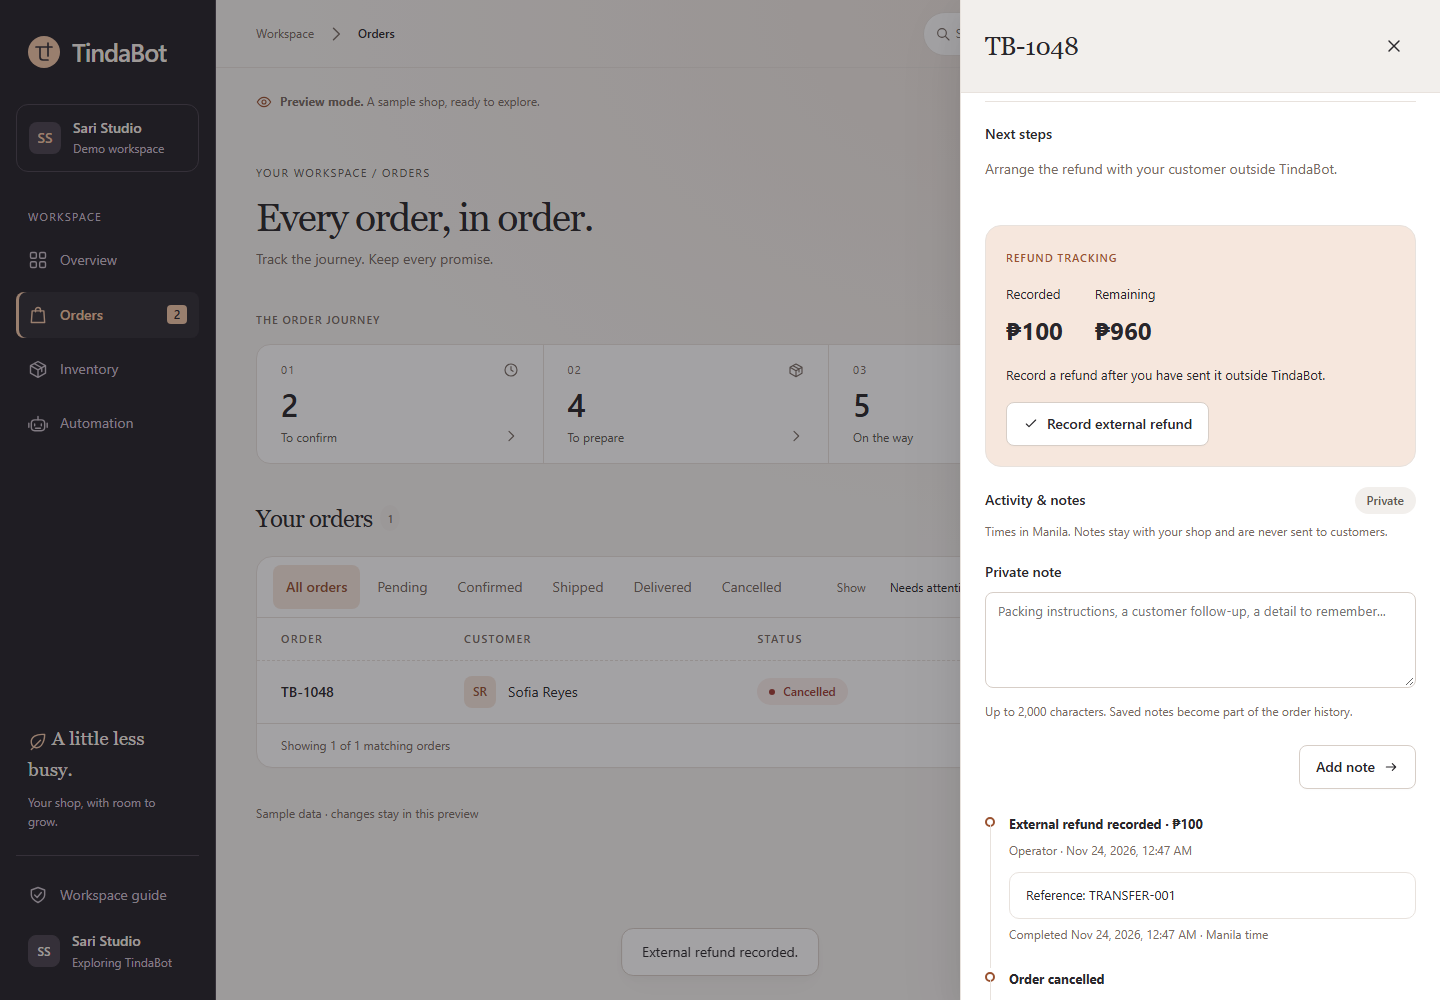 TindaBot
SS
Sari Studio
Demo workspace
WORKSPACE
Overview
Orders
2
Inventory
Automation
A little less
busy.
Your shop, with room to
grow.
Workspace guide
SS
Sari Studio
Exploring TindaBot
Workspace
Orders
Preview mode. A sample shop, ready to explore.
YOUR WORKSPACE / ORDERS
Every order, in order.
Track the journey. Keep every promise.
THE ORDER JOURNEY
01
2
To confirm
02
4
To prepare
03
5
On the way
Your orders 1
All orders
Pending
Confirmed
Shipped
Delivered
Cancelled
Show
Needs attenti
ORDER
CUSTOMER
STATUS
TB-1048
SR
Sofia Reyes
Cancelled
Showing 1 of 1 matching orders
Sample data · changes stay in this preview
External refund recorded.
TB-1048
Next steps
Arrange the refund with your customer outside TindaBot.
REFUND TRACKING
Recorded
Remaining
₱100
₱960
Record a refund after you have sent it outside TindaBot.
Record external refund
Activity & notes
Private
Times in Manila. Notes stay with your shop and are never sent to customers.
Private note
Packing instructions, a customer follow-up, a detail to remember...
Up to 2,000 characters. Saved notes become part of the order history.
Add note
External refund recorded · ₱100
Operator · Nov 24, 2026, 12:47 AM
Reference: TRANSFER-001
Completed Nov 24, 2026, 12:47 AM · Manila time
Order cancelled